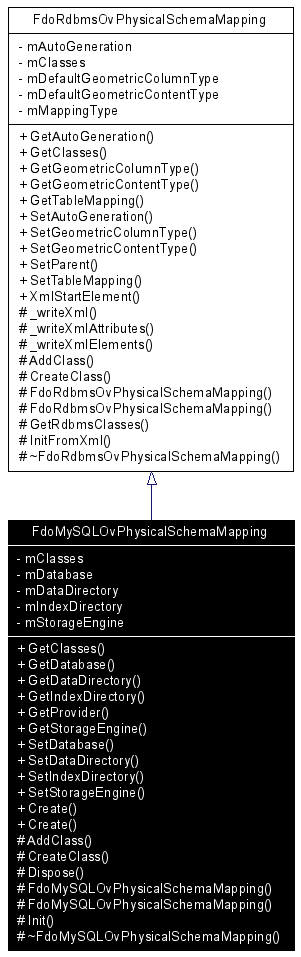 FdoRdbmsOvPhysicalSchemaMapping
- mAutoGeneration
- mClasses
- mDefaultGeometricColumnType
- mDefaultGeometricContentType
- mMappingType
+ GetAutoGeneration()
+ GetClasses()
+ GetGeometricColumnType()
+ GetGeometricContentType()
+ GetTableMapping()
+ SetAutoGeneration()
+ SetGeometricColumnType()
+ SetGeometricContentType()
+ SetParent()
+ SetTableMapping()
+ XmlStartElement()
# _writeXml()
# _writeXmlAttributes()
# _writeXmlElements()
# AddClass()
# CreateClass()
# FdoRdbmsOvPhysicalSchemaMapping()
# FdoRdbmsOvPhysicalSchemaMapping()
# GetRdbmsClasses()
# InitFromXml()
# ~FdoRdbmsOvPhysicalSchemaMapping()
FdoMySQLOvPhysicalSchemaMapping
- mClasses
- mDatabase
- mDataDirectory
- mIndexDirectory
- mStorageEngine
+ GetClasses()
+ GetDatabase()
+ GetDataDirectory()
+ GetIndexDirectory()
+ GetProvider()
+ GetStorageEngine()
+ SetDatabase()
+ SetDataDirectory()
+ SetIndexDirectory()
+ SetStorageEngine()
+ Create()
+ Create()
# AddClass()
# CreateClass()
# Dispose()
# FdoMySQLOvPhysicalSchemaMapping()
# FdoMySQLOvPhysicalSchemaMapping()
# Init()
# ~FdoMySQLOvPhysicalSchemaMapping()